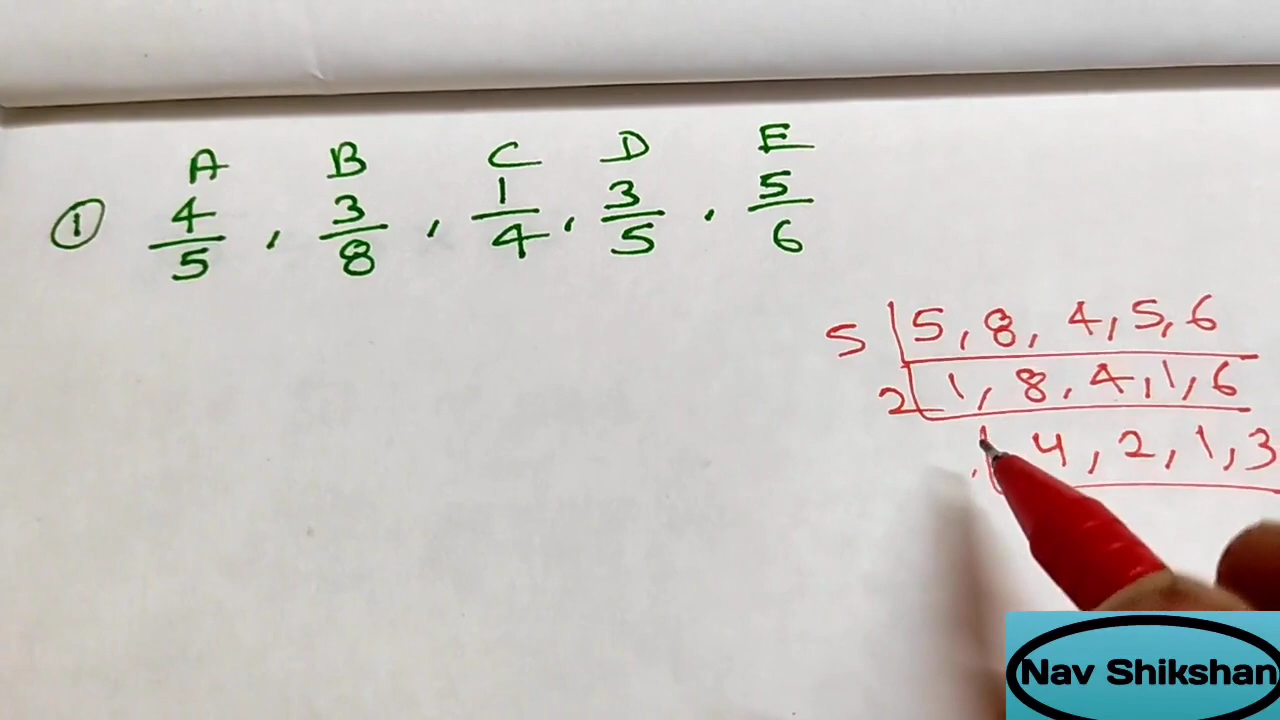 A B C D E
① 4/5 , 3/8 , 1/4 , 3/5 , 5/6
5 | 5, 8, 4, 5, 6
2 | 1, 8, 4, 1, 6
1, 4, 2, 1, 3
Nav Shikshan